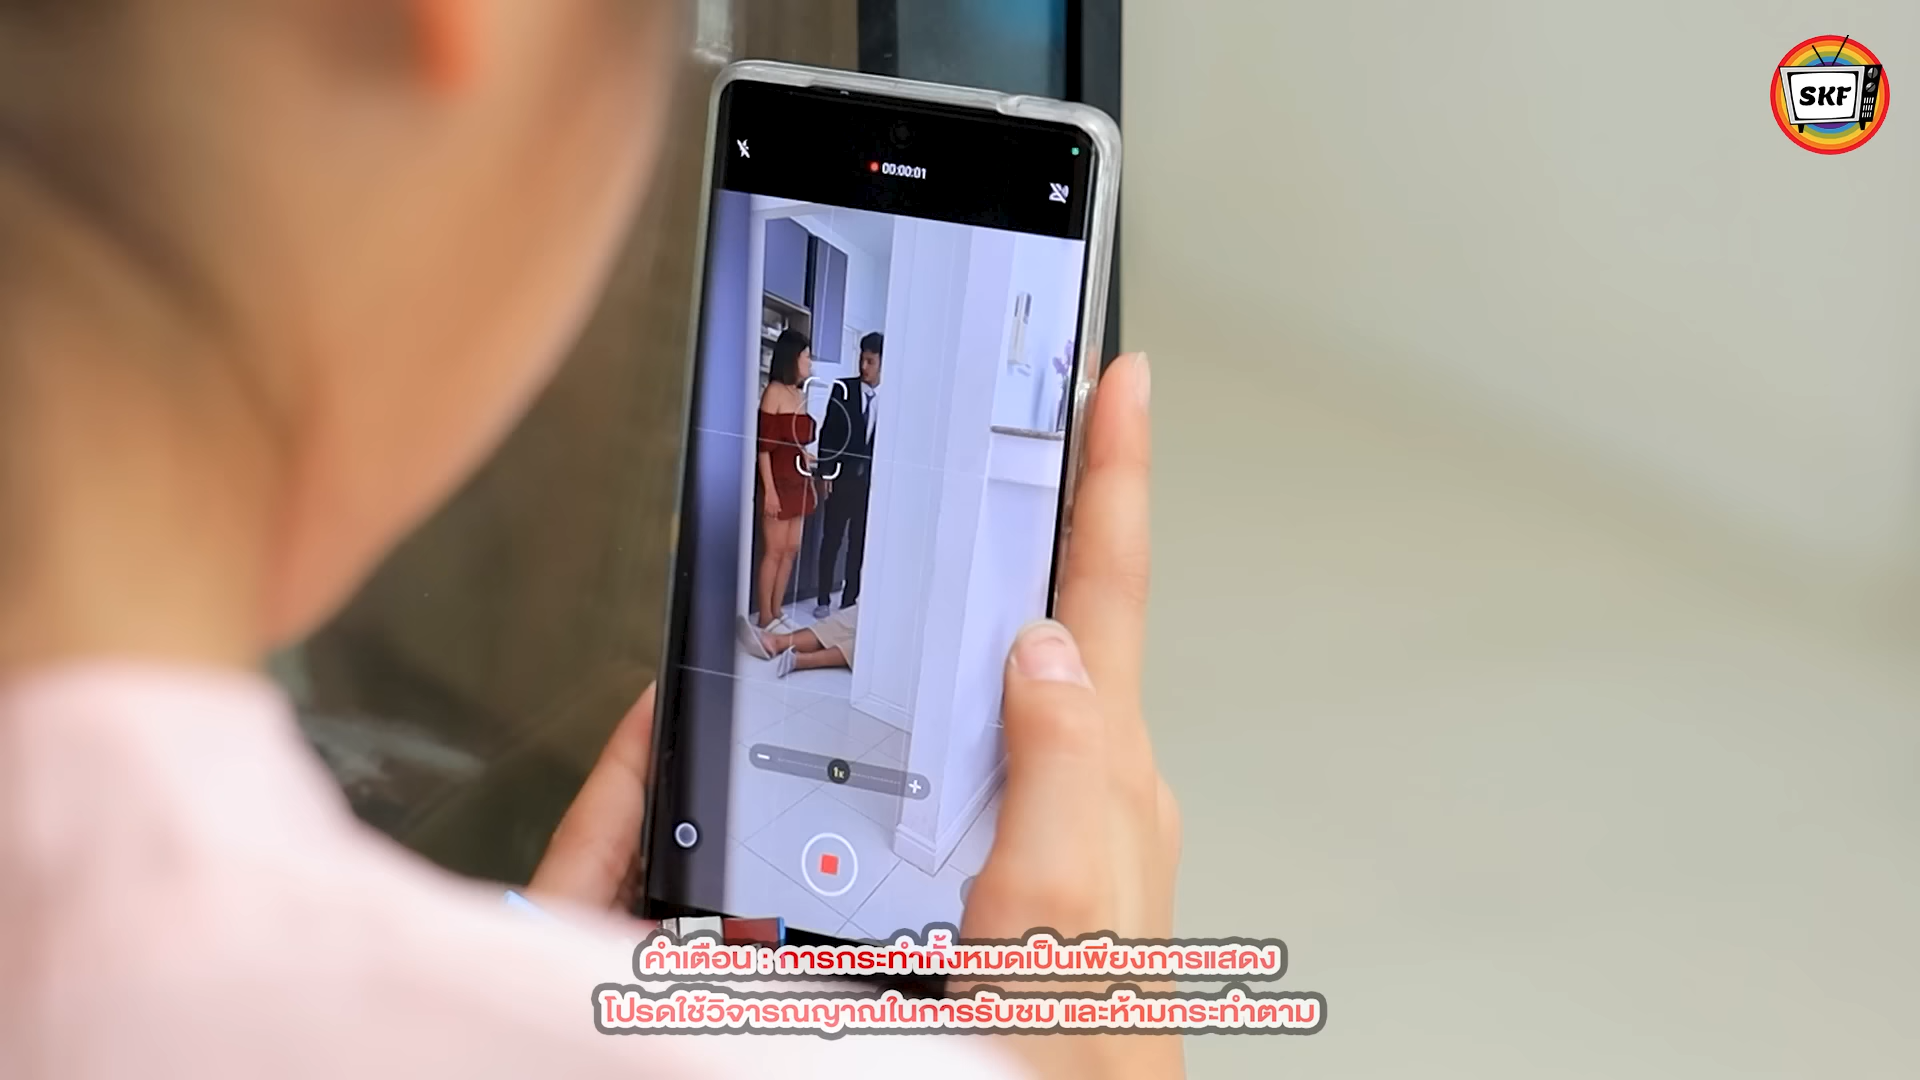 SKF
00:00:01
1x
คำเตือน : การกระทำทั้งหมดเป็นเพียงการแสดง
โปรดใช้วิจารณญาณในการรับชม และห้ามกระทำตาม